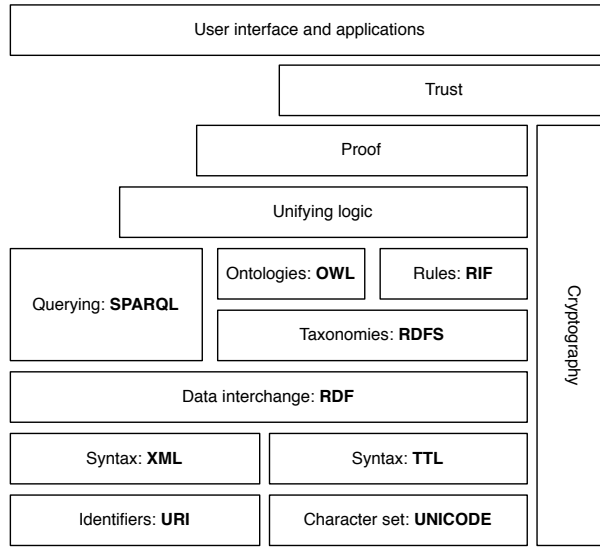 User interface and applications
Trust
Proof
Unifying logic
Ontologies: OWL
Rules: RIF
Querying: SPARQL
Taxonomies: RDFS
Cryptography
Data interchange: RDF
Syntax: XML
Syntax: TTL
Identifiers: URI
Character set: UNICODE